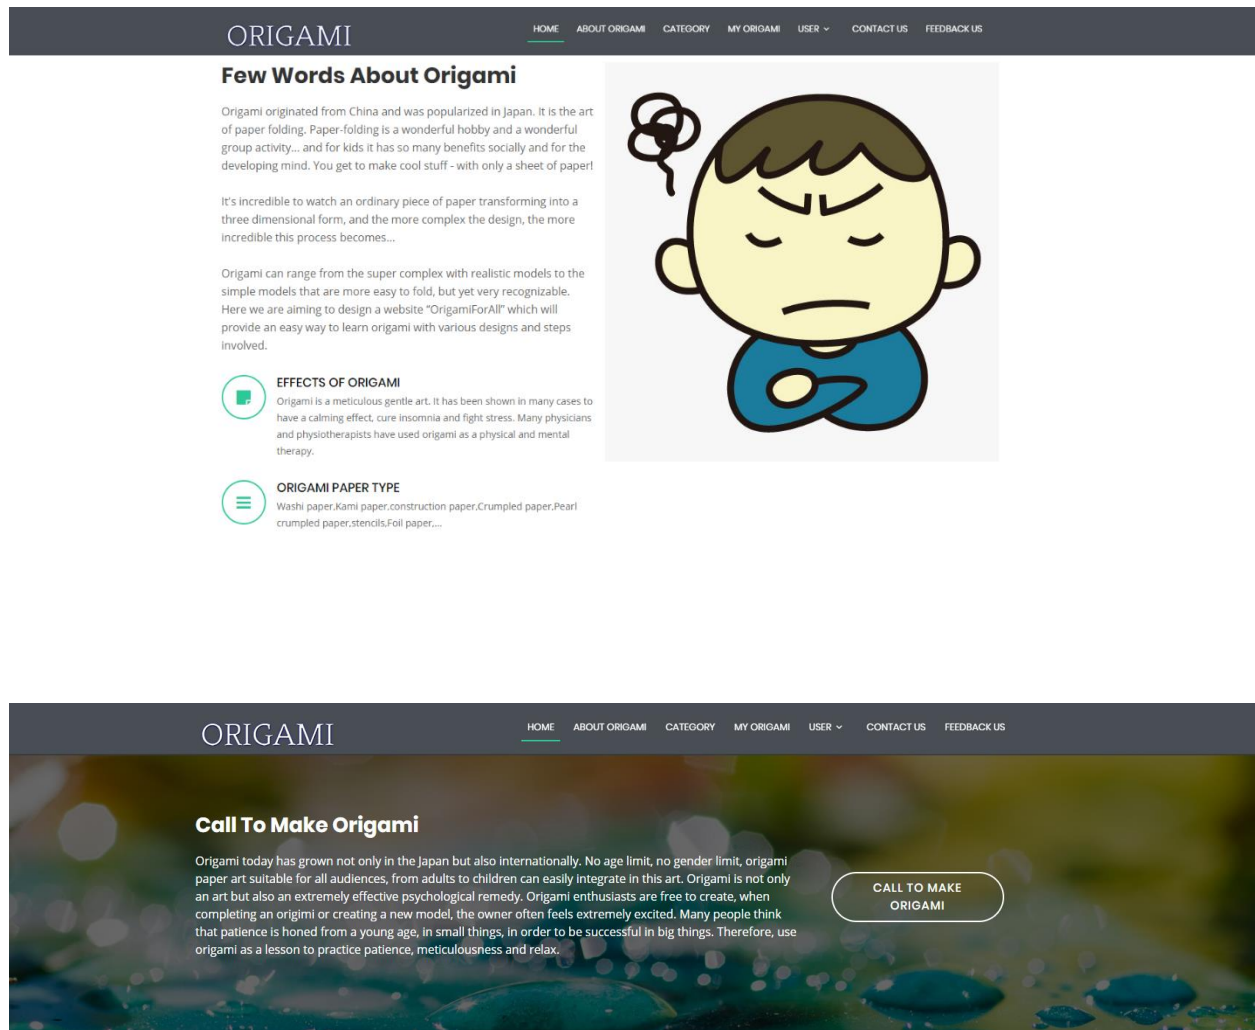 ORIGAMI
HOME ABOUT ORIGAMI CATEGORY MY ORIGAMI USER CONTACT US FEEDBACK US
Few Words About Origami
Origami originated from China and was popularized in Japan. It is the art
of paper folding. Paper-folding is a wonderful hobby and a wonderful
group activity... and for kids it has so many benefits socially and for the
developing mind. You get to make cool stuff - with only a sheet of paper!
It's incredible to watch an ordinary piece of paper transforming into a
three dimensional form, and the more complex the design, the more
incredible this process becomes...
Origami can range from the super complex with realistic models to the
simple models that are more easy to fold, but yet very recognizable.
Here we are aiming to design a website “OrigamiForAll” which will
provide an easy way to learn origami with various designs and steps
involved.
EFFECTS OF ORIGAMI
Origami is a meticulous gentle art. It has been shown in many cases to
have a calming effect, cure insomnia and fight stress. Many physicians
and physiotherapists have used origami as a physical and mental
therapy.
ORIGAMI PAPER TYPE
Washi paper,Kami paper,construction paper,Crumpled paper,Pearl
crumpled paper,stencils,Foil paper,...
ORIGAMI
HOME ABOUT ORIGAMI CATEGORY MY ORIGAMI USER CONTACT US FEEDBACK US
Call To Make Origami
Origami today has grown not only in the Japan but also internationally. No age limit, no gender limit, origami
paper art suitable for all audiences, from adults to children can easily integrate in this art. Origami is not only
an art but also an extremely effective psychological remedy. Origami enthusiasts are free to create, when
completing an origimi or creating a new model, the owner often feels extremely excited. Many people think
that patience is honed from a young age, in small things, in order to be successful in big things. Therefore, use
origami as a lesson to practice patience, meticulousness and relax.
CALL TO MAKE
ORIGAMI